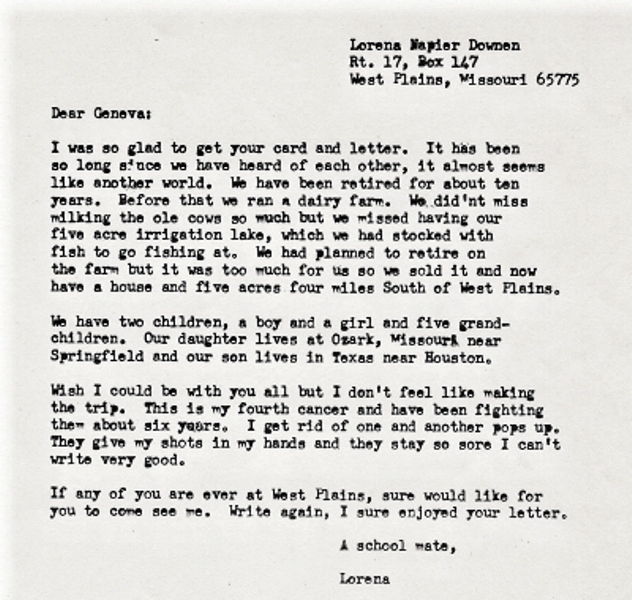 Lorena Napier Downen
Rt. 17, Box 147
West Plains, Missouri 65775
Dear Geneva:
I was so glad to get your card and letter. It has been
so long s'nce we have heard of each other, it almost seems
like another world. We have been retired for about ten
years. Before that we ran a dairy farm. We did'nt miss
milking the ole cows so much but we missed having our
five acre irrigation lake, which we had stocked with
fish to go fishing at. We had planned to retire on
the farm but it was too much for us so we sold it and now
have a house and five acres four miles South of West Plains.
We have two children, a boy and a girl and five grand-
children. Our daughter lives at Ozark, Missouri near
Springfield and our son lives in Texas near Houston.
Wish I could be with you all but I don't feel like making
the trip. This is my fourth cancer and have been fighting
them about six years. I get rid of one and another pops up.
They give my shots in my hands and they stay so sore I can't
write very good.
If any of you are ever at West Plains, sure would like for
you to come see me. Write again, I sure enjoyed your letter.
A school mate,
Lorena